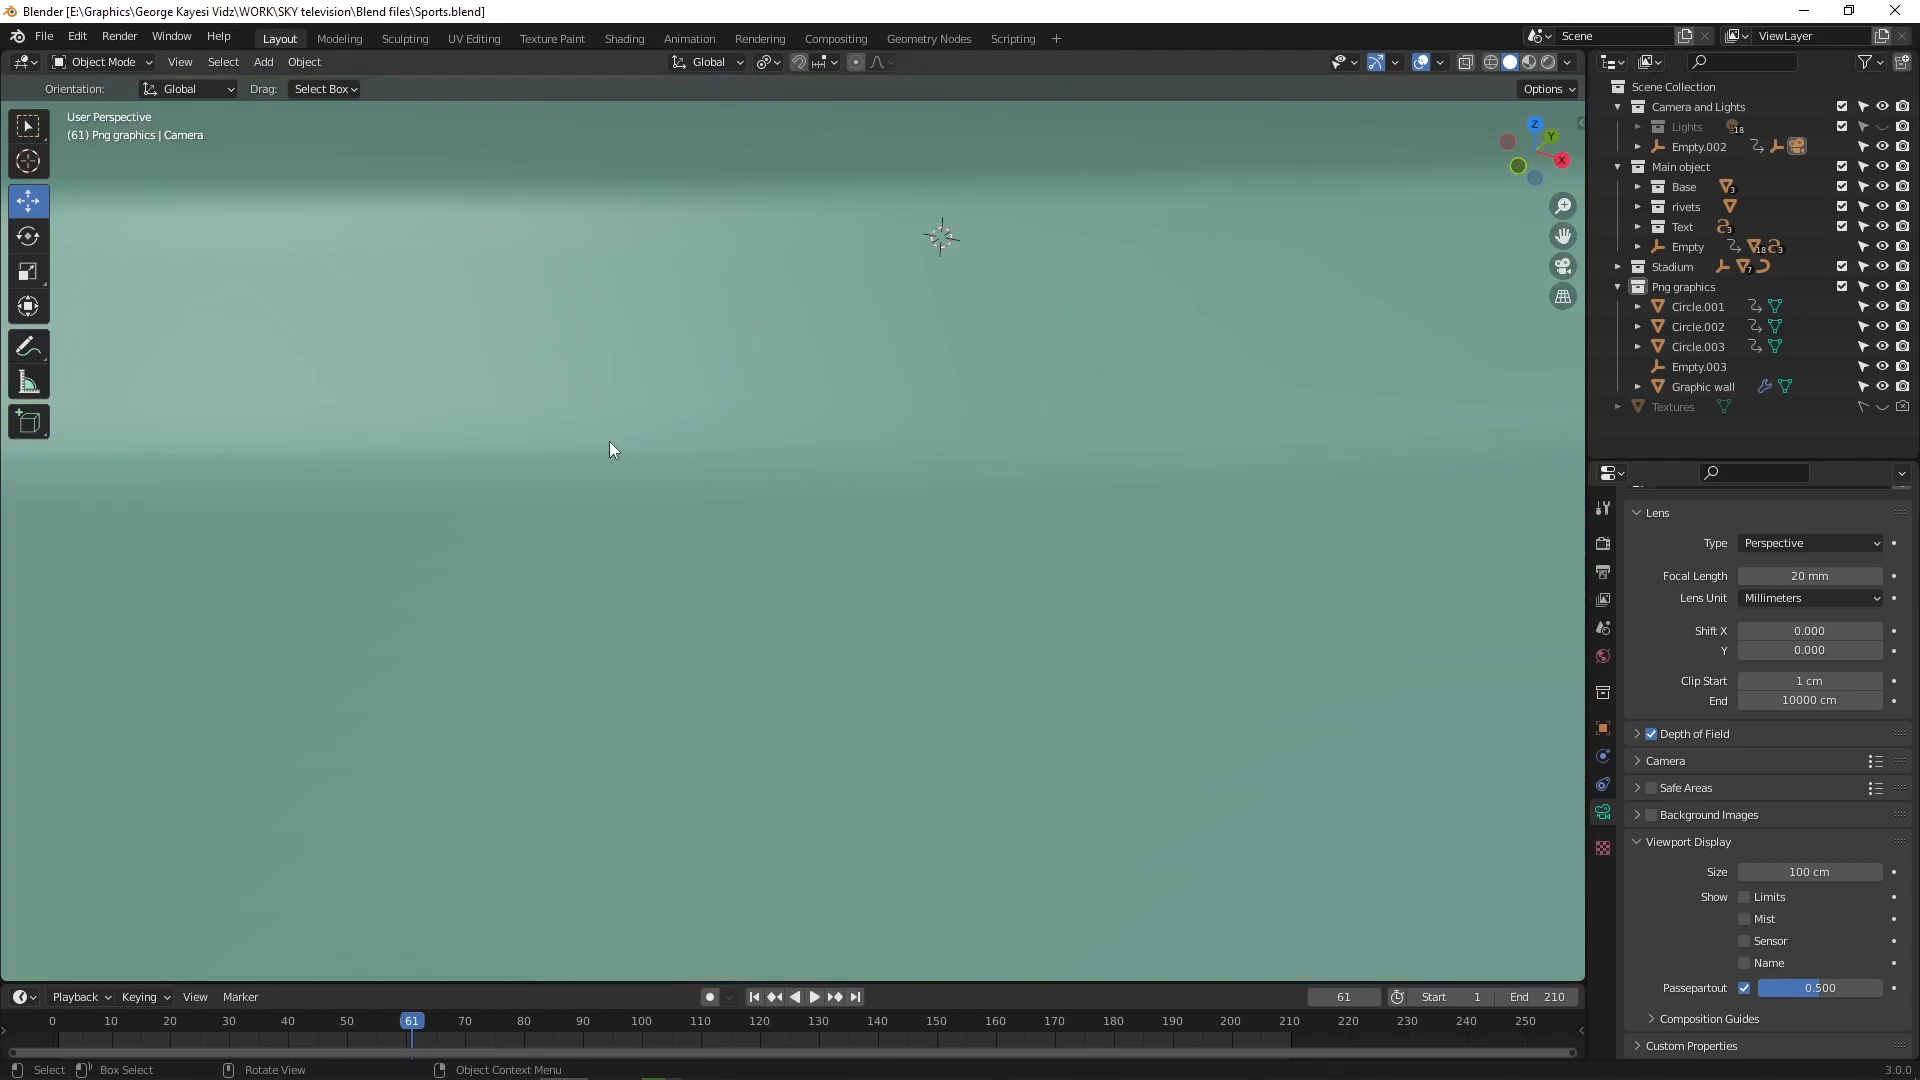 Blender [E:\Graphics\George Kayesi Vidz\WORK\SKY television\Blend files\Sports.blend]
File Edit Render Window Help Layout Modeling Sculpting UV Editing Texture Paint Shading Animation Rendering Compositing Geometry Nodes Scripting + Scene ViewLayer
Object Mode View Select Add Object Global
Orientation: Global Drag: Select Box Options
User Perspective
(61) Png graphics | Camera
Z
Y
X
Scene Collection
Camera and Lights
Lights 18
Empty.002
Main object
Base 3
rivets
Text 3
Empty 18 3
Stadium 7
Png graphics
Circle.001
Circle.002
Circle.003
Empty.003
Graphic wall
Textures
Lens
Type Perspective
Focal Length 20 mm
Lens Unit Millimeters
Shift X 0.000
Y 0.000
Clip Start 1 cm
End 10000 cm
Depth of Field
Camera
Safe Areas
Background Images
Viewport Display
Size 100 cm
Show Limits
Mist
Sensor
Name
Passepartout 0.500
Composition Guides
Custom Properties
Playback Keying View Marker 61 Start 1 End 210
0 10 20 30 40 50 61 70 80 90 100 110 120 130 140 150 160 170 180 190 200 210 220 230 240 250
Select Box Select Rotate View Object Context Menu 3.0.0